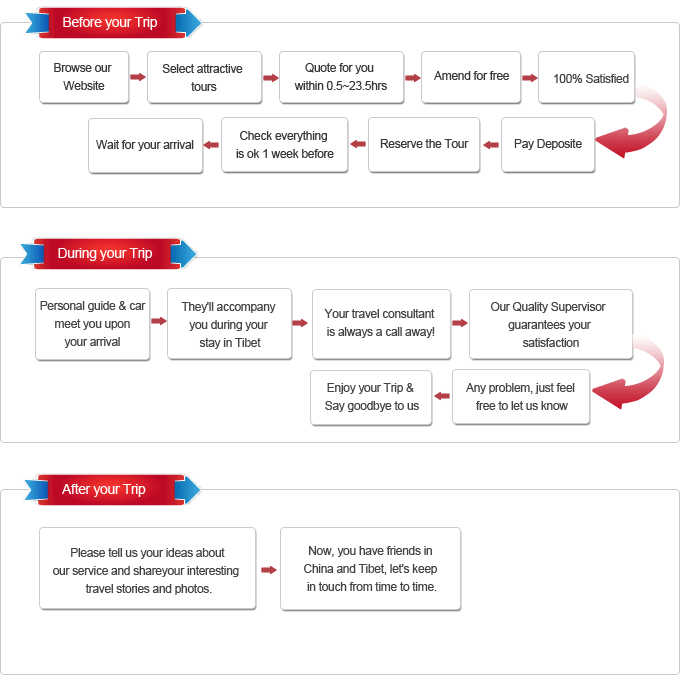 Before your Trip
Browse our
Website
Select attractive
tours
Quote for you
within 0.5~23.5hrs
Amend for free
100% Satisfied
Pay Deposite
Reserve the Tour
Check everything
is ok 1 week before
Wait for your arrival
During your Trip
Personal guide & car
meet you upon
your arrival
They'll accompany
you during your
stay in Tibet
Your travel consultant
is always a call away!
Our Quality Supervisor
guarantees your
satisfaction
Any problem, just feel
free to let us know
Enjoy your Trip &
Say goodbye to us
After your Trip
Please tell us your ideas about
our service and shareyour interesting
travel stories and photos.
Now, you have friends in
China and Tibet, let's keep
in touch from time to time.